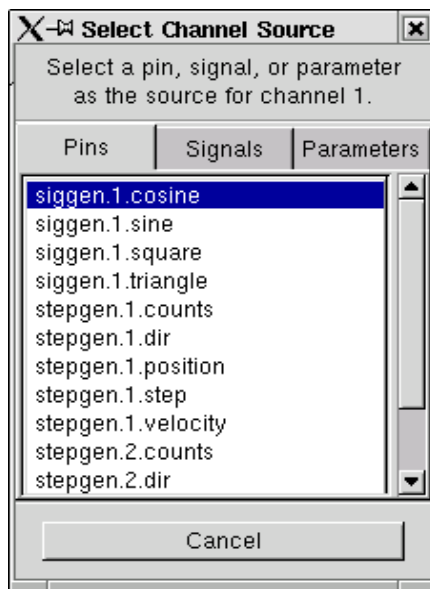 Select Channel Source
Select a pin, signal, or parameter
as the source for channel 1.
Pins Signals Parameters
siggen.1.cosine
siggen.1.sine
siggen.1.square
siggen.1.triangle
stepgen.1.counts
stepgen.1.dir
stepgen.1.position
stepgen.1.step
stepgen.1.velocity
stepgen.2.counts
stepgen.2.dir
Cancel